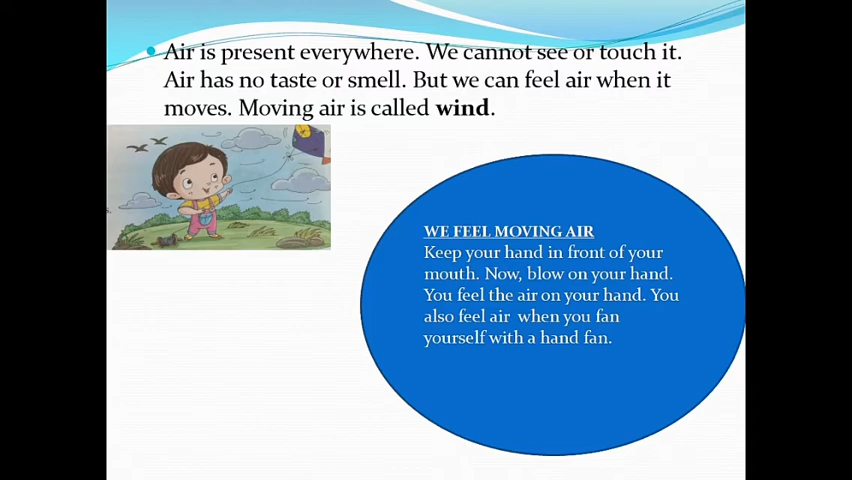 Air is present everywhere. We cannot see or touch it.
Air has no taste or smell. But we can feel air when it
moves. Moving air is called wind.
WE FEEL MOVING AIR
Keep your hand in front of your
mouth. Now, blow on your hand.
You feel the air on your hand. You
also feel air when you fan
yourself with a hand fan.